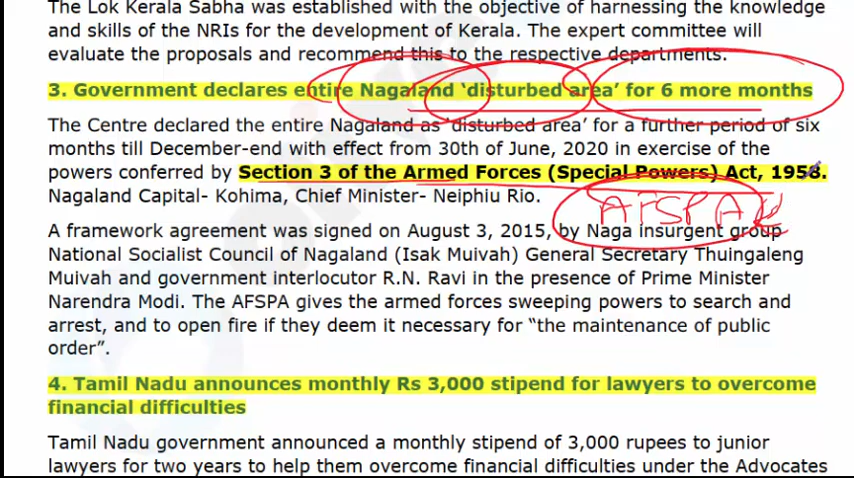 The Lok Kerala Sabha was established with the objective of harnessing the knowledge
and skills of the NRIs for the development of Kerala. The expert committee will
evaluate the proposals and recommend this to the respective departments.
3. Government declares entire Nagaland ‘disturbed area’ for 6 more months
The Centre declared the entire Nagaland as ‘disturbed area’ for a further period of six
months till December-end with effect from 30th of June, 2020 in exercise of the
powers conferred by Section 3 of the Armed Forces (Special Powers) Act, 1958.
Nagaland Capital- Kohima, Chief Minister- Neiphiu Rio.
AFSPA
A framework agreement was signed on August 3, 2015, by Naga insurgent group
National Socialist Council of Nagaland (Isak Muivah) General Secretary Thuingaleng
Muivah and government interlocutor R.N. Ravi in the presence of Prime Minister
Narendra Modi. The AFSPA gives the armed forces sweeping powers to search and
arrest, and to open fire if they deem it necessary for “the maintenance of public
order”.
4. Tamil Nadu announces monthly Rs 3,000 stipend for lawyers to overcome
financial difficulties
Tamil Nadu government announced a monthly stipend of 3,000 rupees to junior
lawyers for two years to help them overcome financial difficulties under the Advocates